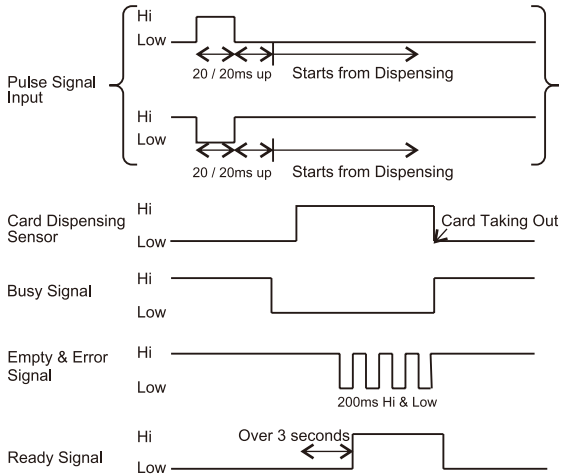 Hi
Low
20 / 20ms up Starts from Dispensing
Pulse Signal
Input
Hi
Low
20 / 20ms up Starts from Dispensing
Card Dispensing
Sensor
Hi
Low
Card Taking Out
Busy Signal
Hi
Low
Empty & Error
Signal
Hi
Low
200ms Hi & Low
Ready Signal
Hi
Low
Over 3 seconds